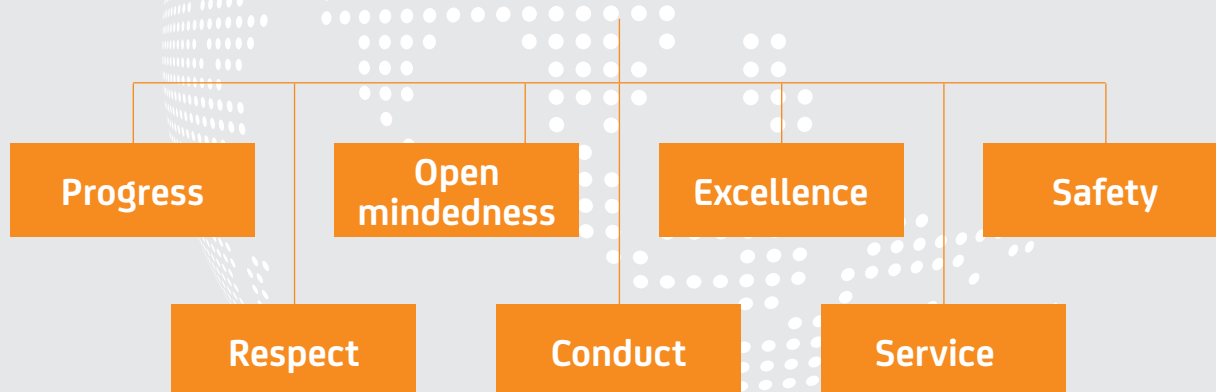 Progress
Open
mindedness
Excellence
Safety
Respect
Conduct
Service